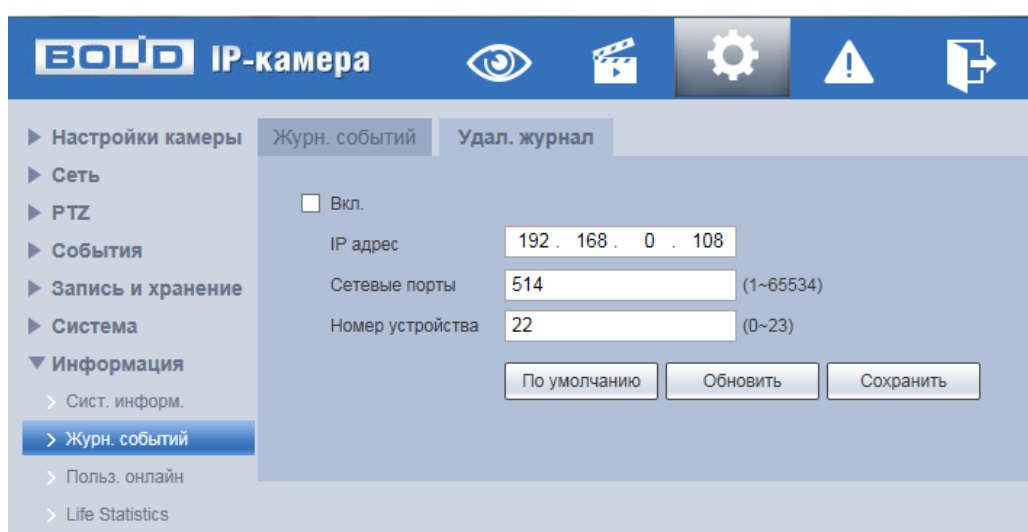 BOLID IP-камера
Настройки камеры
Сеть
PTZ
События
Запись и хранение
Система
Информация
Сист. информ.
Журн. событий
Польз. онлайн
Life Statistics
Журн. событий Удал. журнал
Вкл.
IP адрес 192 . 168 . 0 . 108
Сетевые порты 514 (1~65534)
Номер устройства 22 (0~23)
По умолчанию Обновить Сохранить